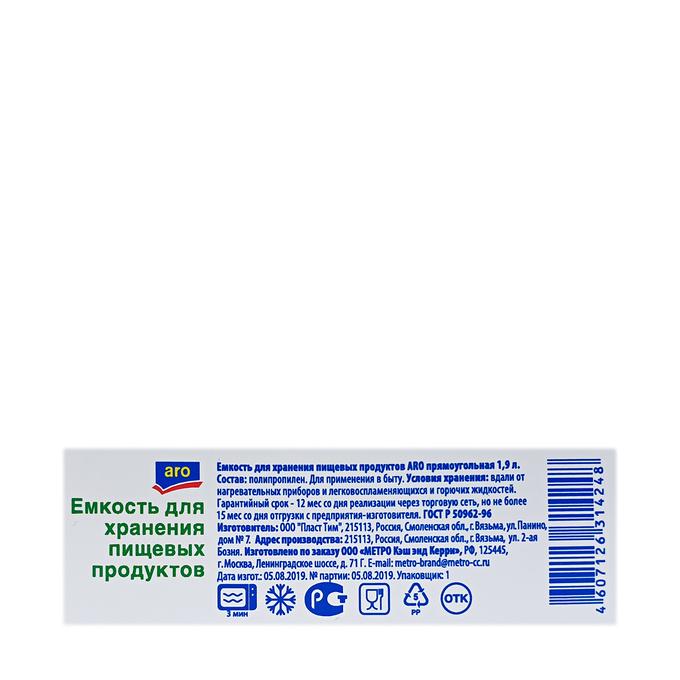 aro
Емкость для
хранения
пищевых
продуктов
Емкость для хранения пищевых продуктов ARO прямоугольная 1,9 л.
Состав: полипропилен. Для применения в быту. Условия хранения: вдали от
нагревательных приборов и легковоспламеняющихся и горючих жидкостей.
Гарантийный срок - 12 мес со дня реализации через торговую сеть, но не более
15 мес со дня отгрузки с предприятия-изготовителя. ГОСТ Р 50962-96
Изготовитель: ООО "Пласт Тим", 215113, Россия, Смоленская обл., г. Вязьма, ул. Панино,
дом № 7. Адрес производства: 215113, Россия, Смоленская обл., г. Вязьма, ул. 2-ая
Бозня. Изготовлено по заказу ООО «МЕТРО Кэш энд Керри», РФ, 125445,
г. Москва, Ленинградское шоссе, д. 71 Г. E-mail: metro-brand@metro-cc.ru
Дата изгот.: 05.08.2019. № партии: 05.08.2019. Упаковщик: 1
3 мин
РСТ
5
PP
ОТК
4 607126 314248